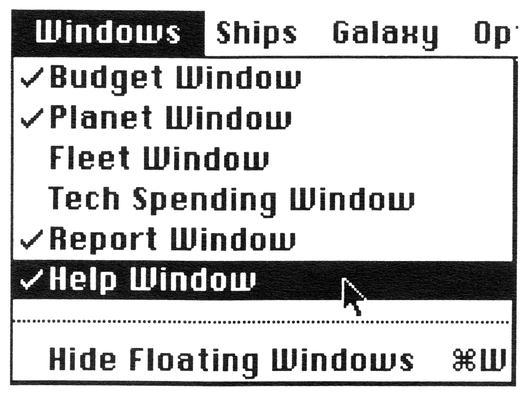 Windows Ships Galaxy Op
✓Budget Window
✓Planet Window
Fleet Window
Tech Spending Window
✓Report Window
✓Help Window
Hide Floating Windows ⌘W